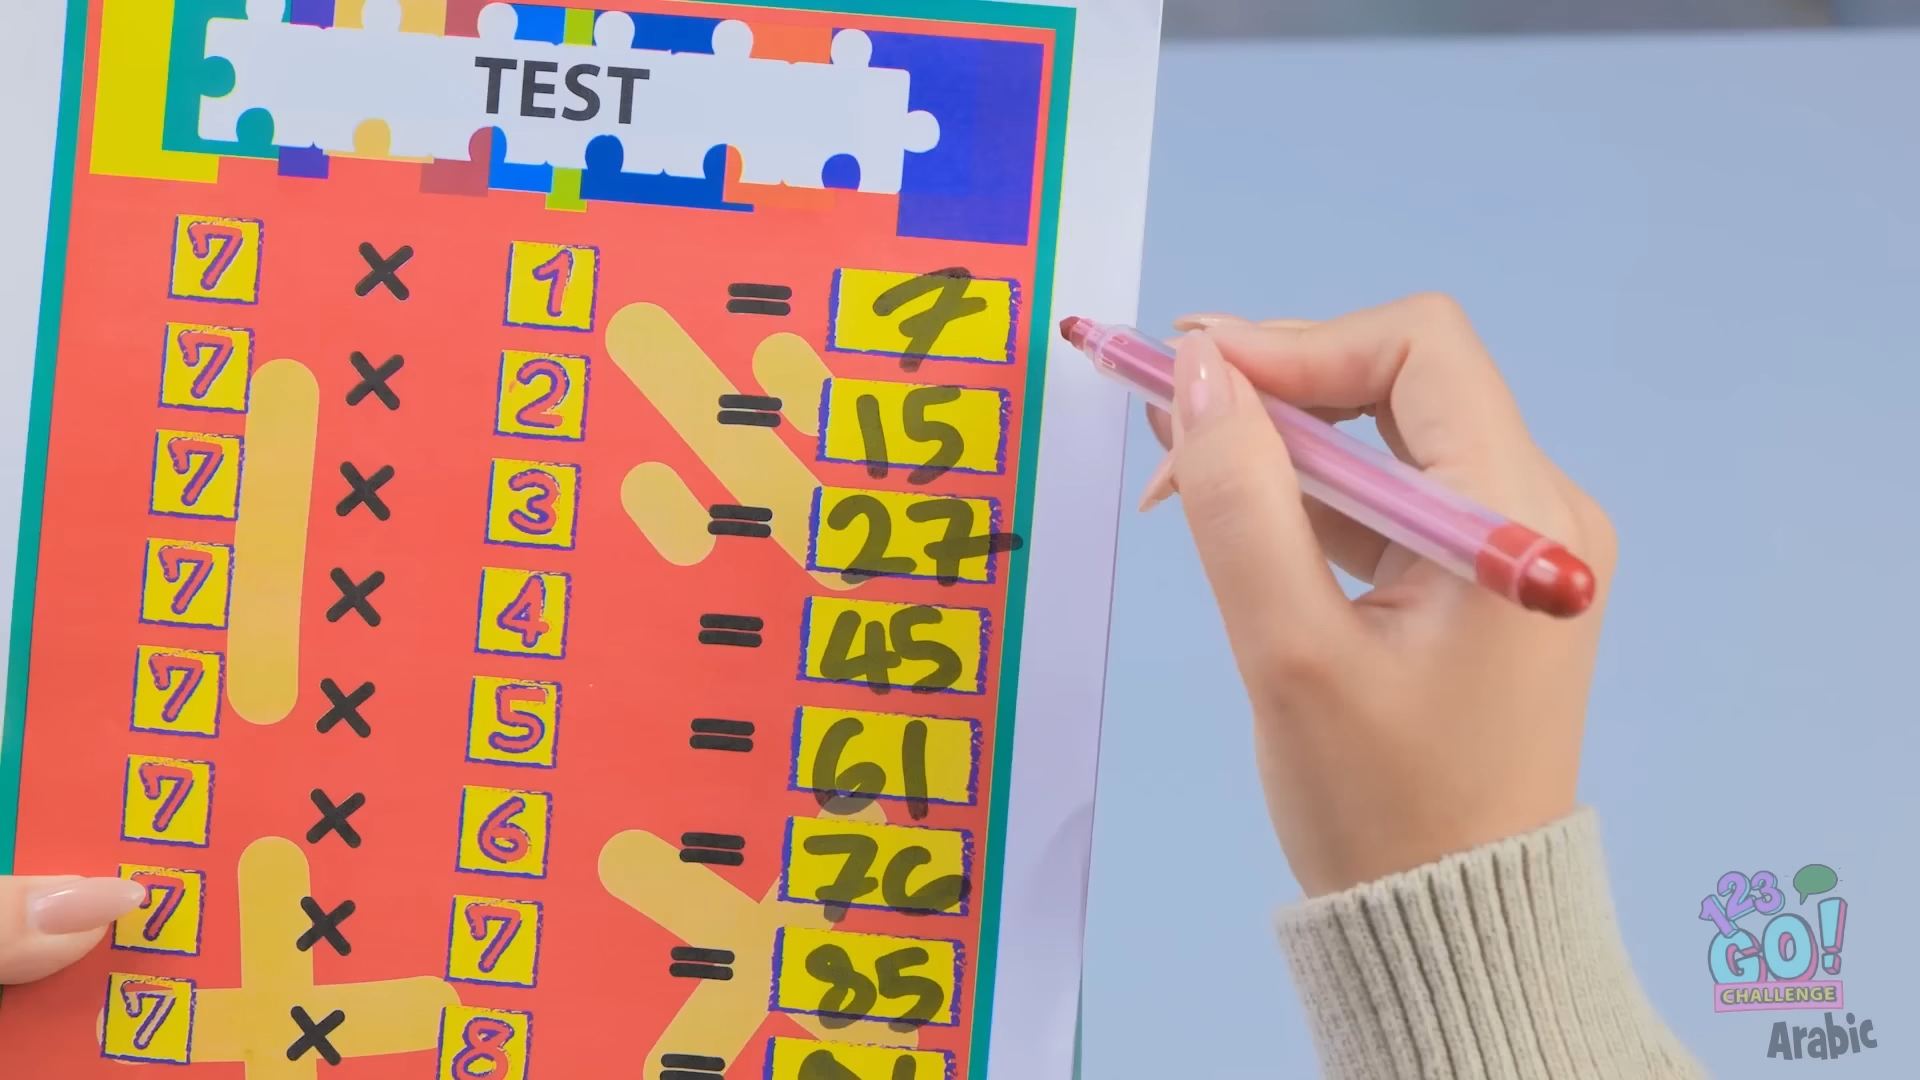 TEST
7 × 1 = 7
7 × 2 = 15
7 × 3 = 27
7 × 4 = 45
7 × 5 = 61
7 × 6 = 76
7 × 7 = 85
7 × 8 =
123
GO!
CHALLENGE
Arabic